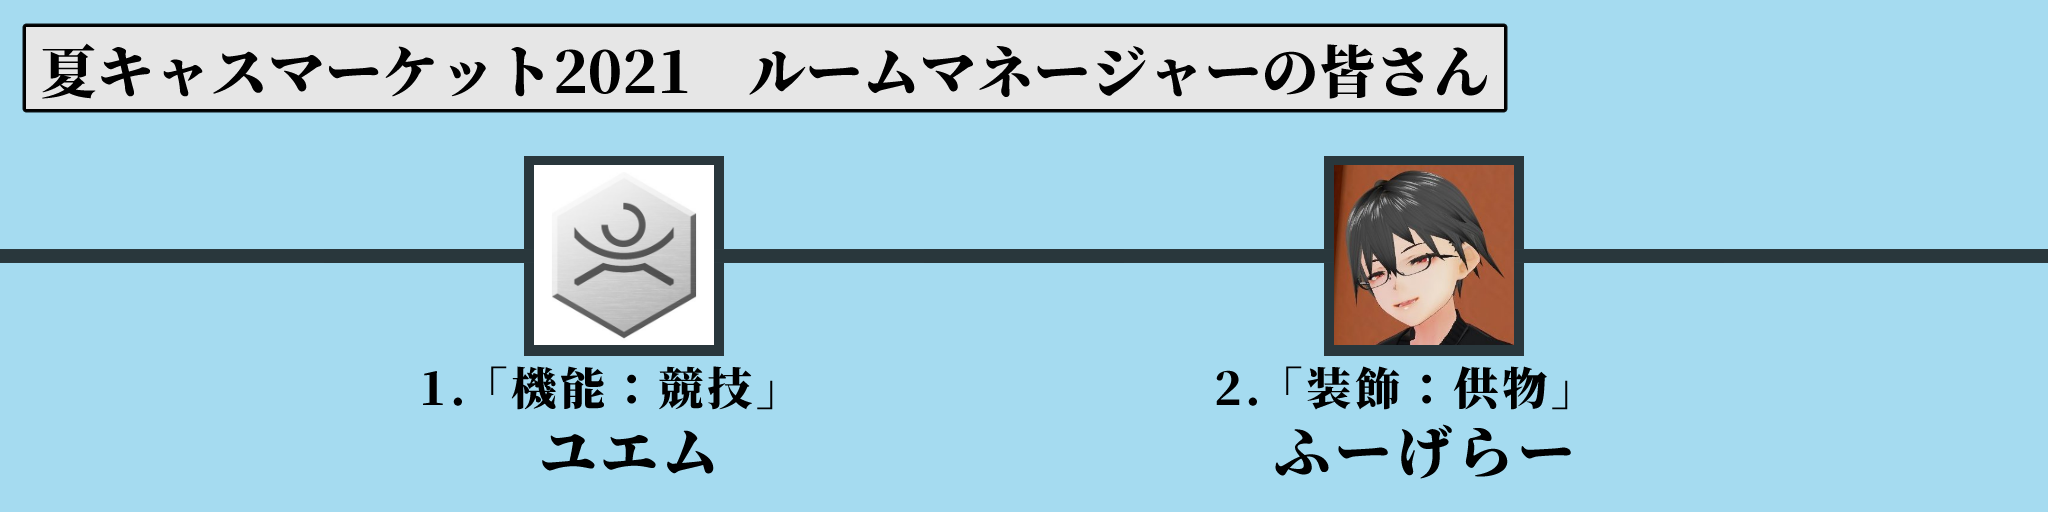 夏キャスマーケット2021　ルームマネージャーの皆さん
1.「機能：競技」
ユエム
2.「装飾：供物」
ふーげらー